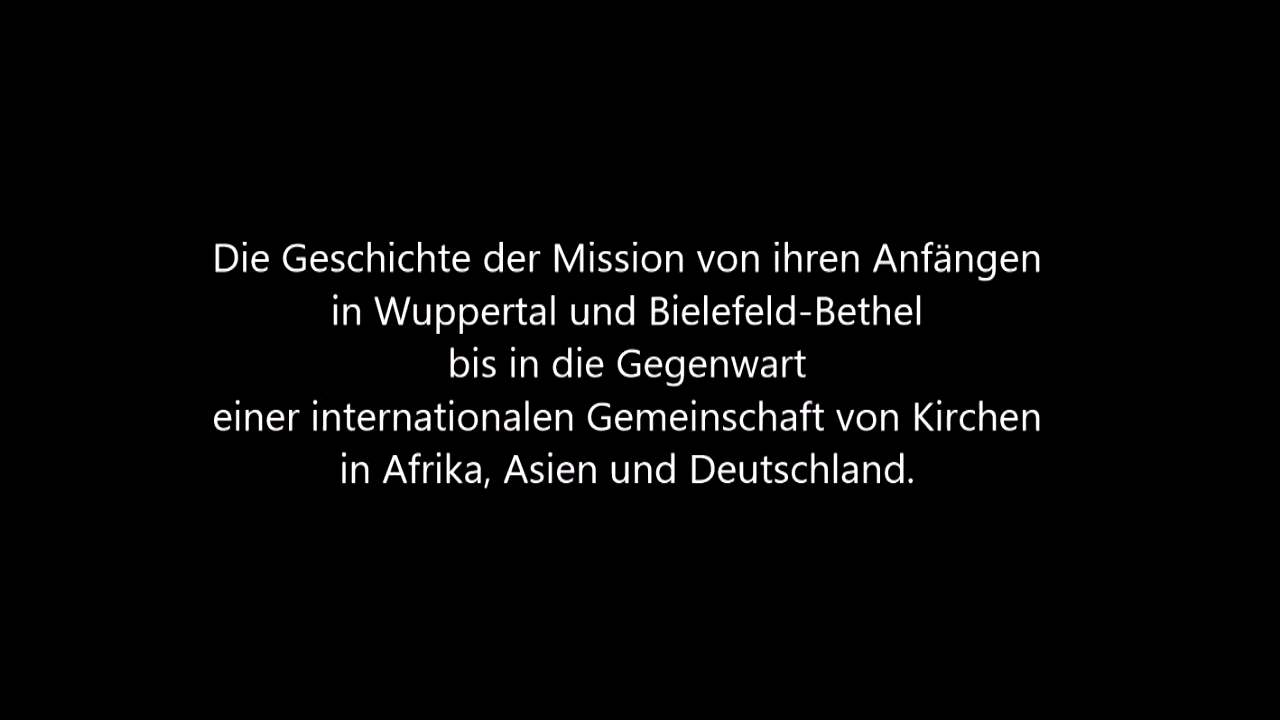 Die Geschichte der Mission von ihren Anfängen
in Wuppertal und Bielefeld-Bethel
bis in die Gegenwart
einer internationalen Gemeinschaft von Kirchen
in Afrika, Asien und Deutschland.